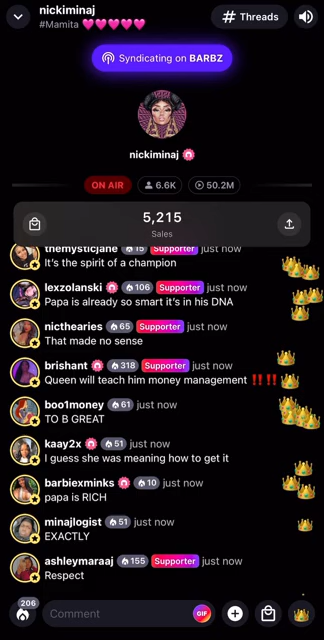 nickiminaj
#Mamita 💖💖💖💖💖
# Threads
Syndicating on BARBZ
nickiminaj
ON AIR 6.6K 50.2M
5,215
Sales
themysticjane 15 Supporter just now
It's the spirit of a champion
lexzolanski 106 Supporter just now
Papa is already so smart it's in his DNA
nicthearies 65 Supporter just now
That made no sense
brishant 318 Supporter just now
Queen will teach him money management ‼️‼️
boo1money 61 just now
TO B GREAT
kaay2x 51 just now
I guess she was meaning how to get it
barbiexminks 10 just now
papa is RICH
minajlogist 51 just now
EXACTLY
ashleymaraaj 155 Supporter just now
Respect
206
Comment GIF